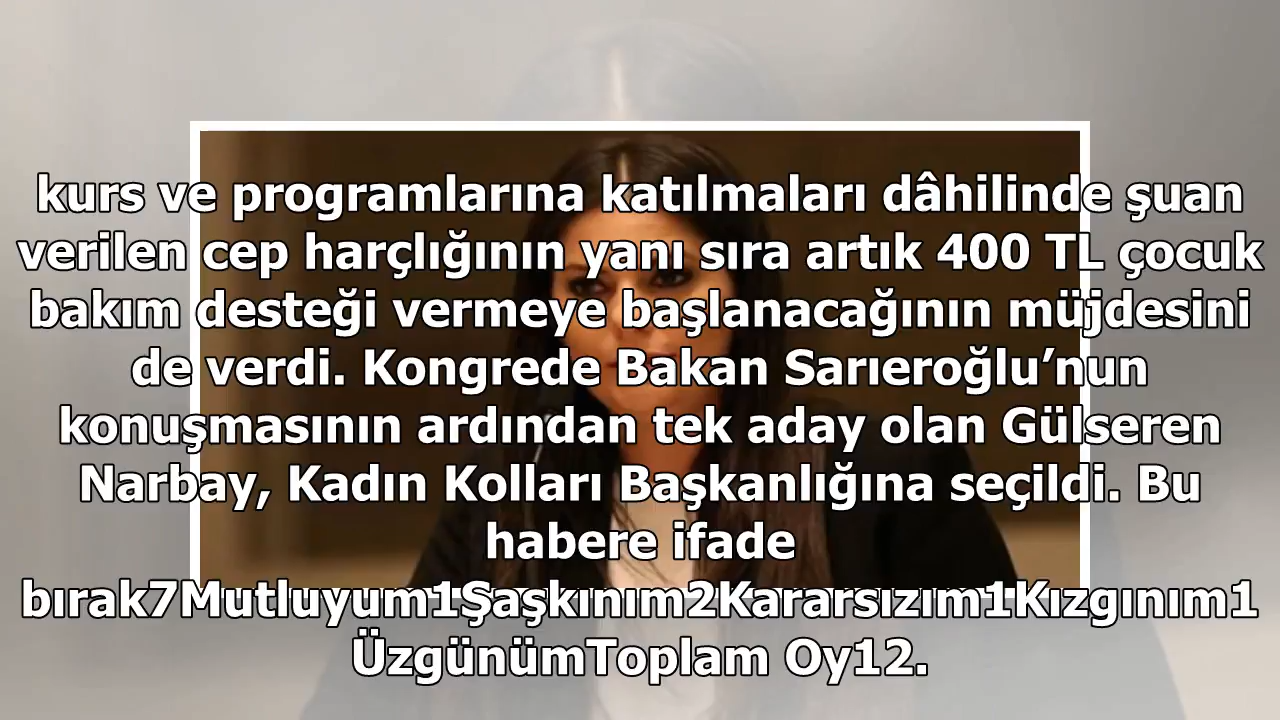 kurs ve programlarına katılmaları dâhilinde şuan
verilen cep harçlığının yanı sıra artık 400 TL çocuk
bakım desteği vermeye başlanacağının müjdesini
de verdi. Kongrede Bakan Sarıeroğlu’nun
konuşmasının ardından tek aday olan Gülseren
Narbay, Kadın Kolları Başkanlığına seçildi. Bu
habere ifade
bırak7Mutluyum1Şaşkınım2Kararsızım1Kızgınım1
ÜzgünümToplam Oy12.